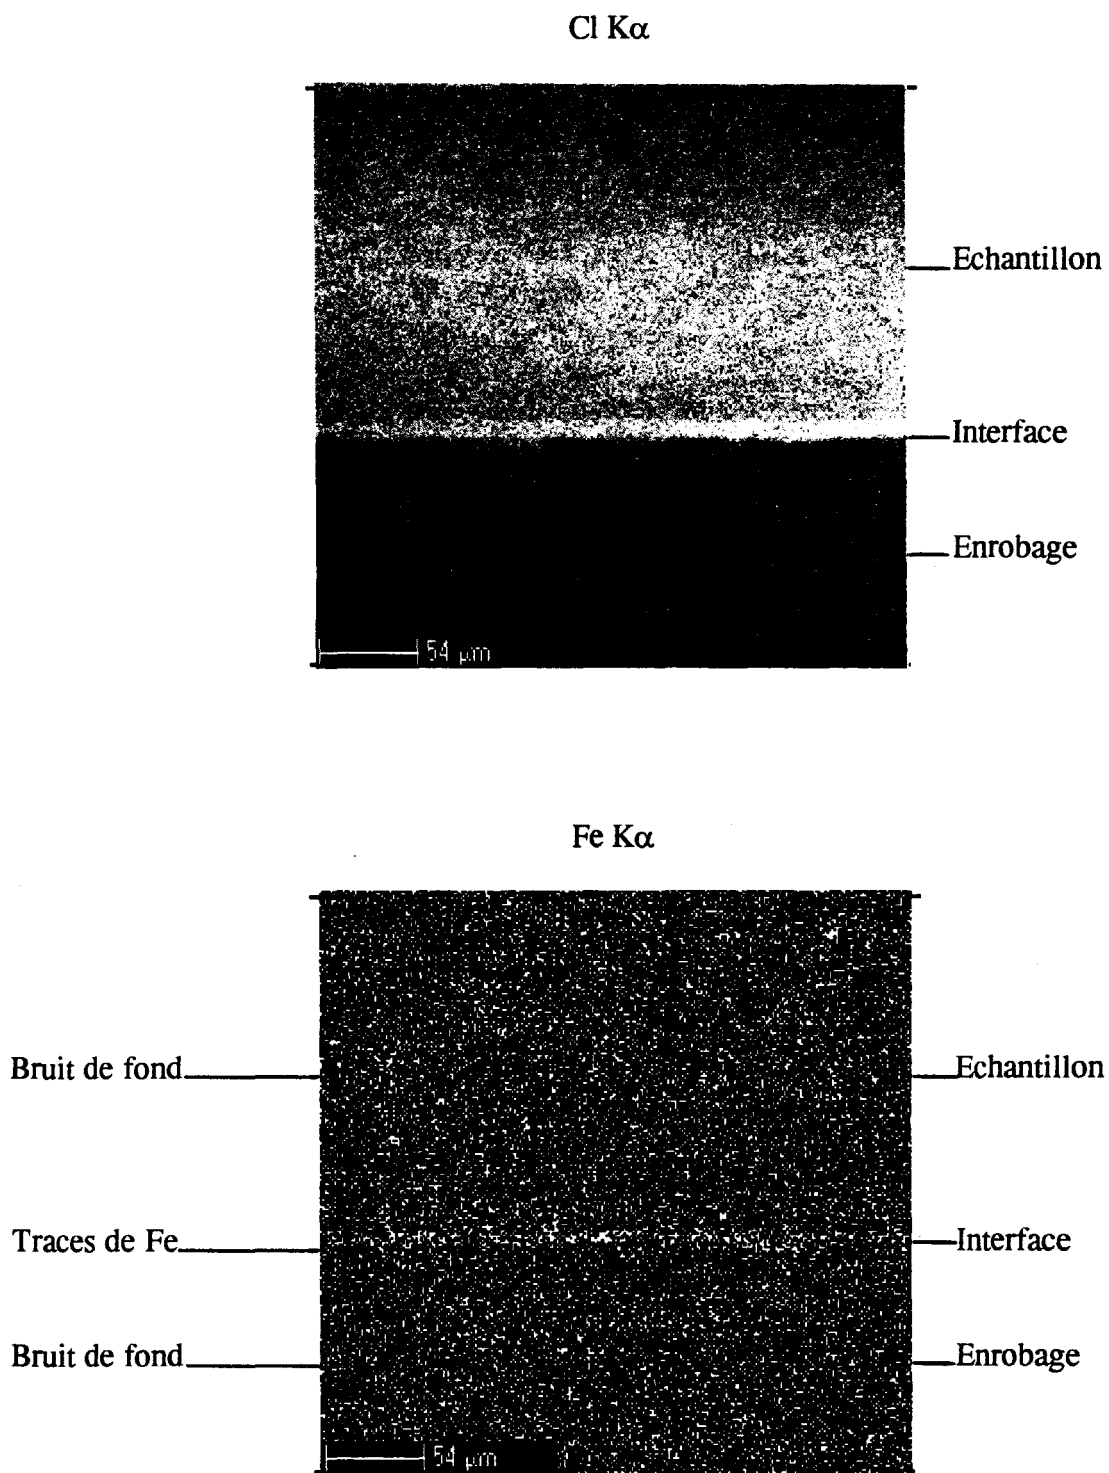 Cl Kα
Echantillon
Interface
Enrobage
54 µm
Fe Kα
Bruit de fond
Echantillon
Traces de Fe
Interface
Bruit de fond
Enrobage
54 µm